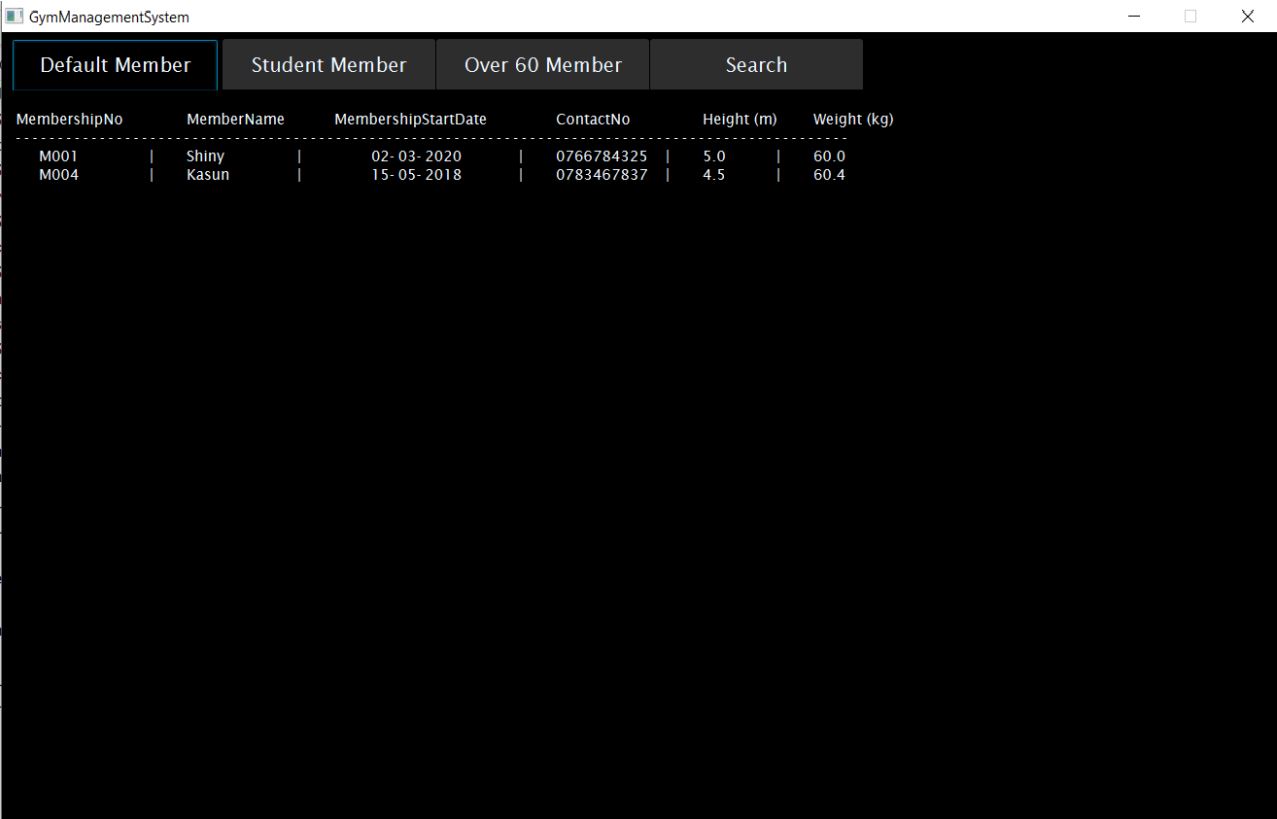 GymManagementSystem
Default Member Student Member Over 60 Member Search
MembershipNo MemberName MembershipStartDate ContactNo Height (m) Weight (kg)
M001 | Shiny | 02-03-2020 | 0766784325 | 5.0 | 60.0
M004 | Kasun | 15-05-2018 | 0783467837 | 4.5 | 60.4